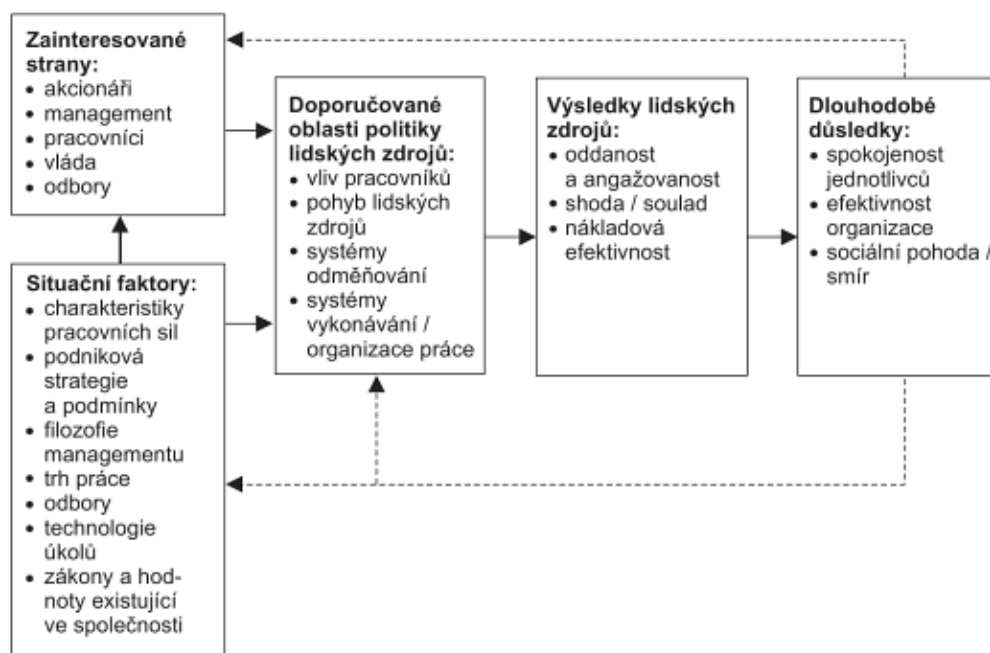 Zainteresované
strany:
• akcionáři
• management
• pracovníci
• vláda
• odbory
Situační faktory:
• charakteristiky
pracovních sil
• podniková
strategie
a podmínky
• filozofie
managementu
• trh práce
• odbory
• technologie
úkolů
• zákony a hod-
noty existující
ve společnosti
Doporučované
oblasti politiky
lidských zdrojů:
• vliv pracovníků
• pohyb lidských
zdrojů
• systémy
odměňování
• systémy
vykonávání /
organizace práce
Výsledky lidských
zdrojů:
• oddanost
a angažovanost
• shoda / soulad
• nákladová
efektivnost
Dlouhodobé
důsledky:
• spokojenost
jednotlivců
• efektivnost
organizace
• sociální pohoda /
smír